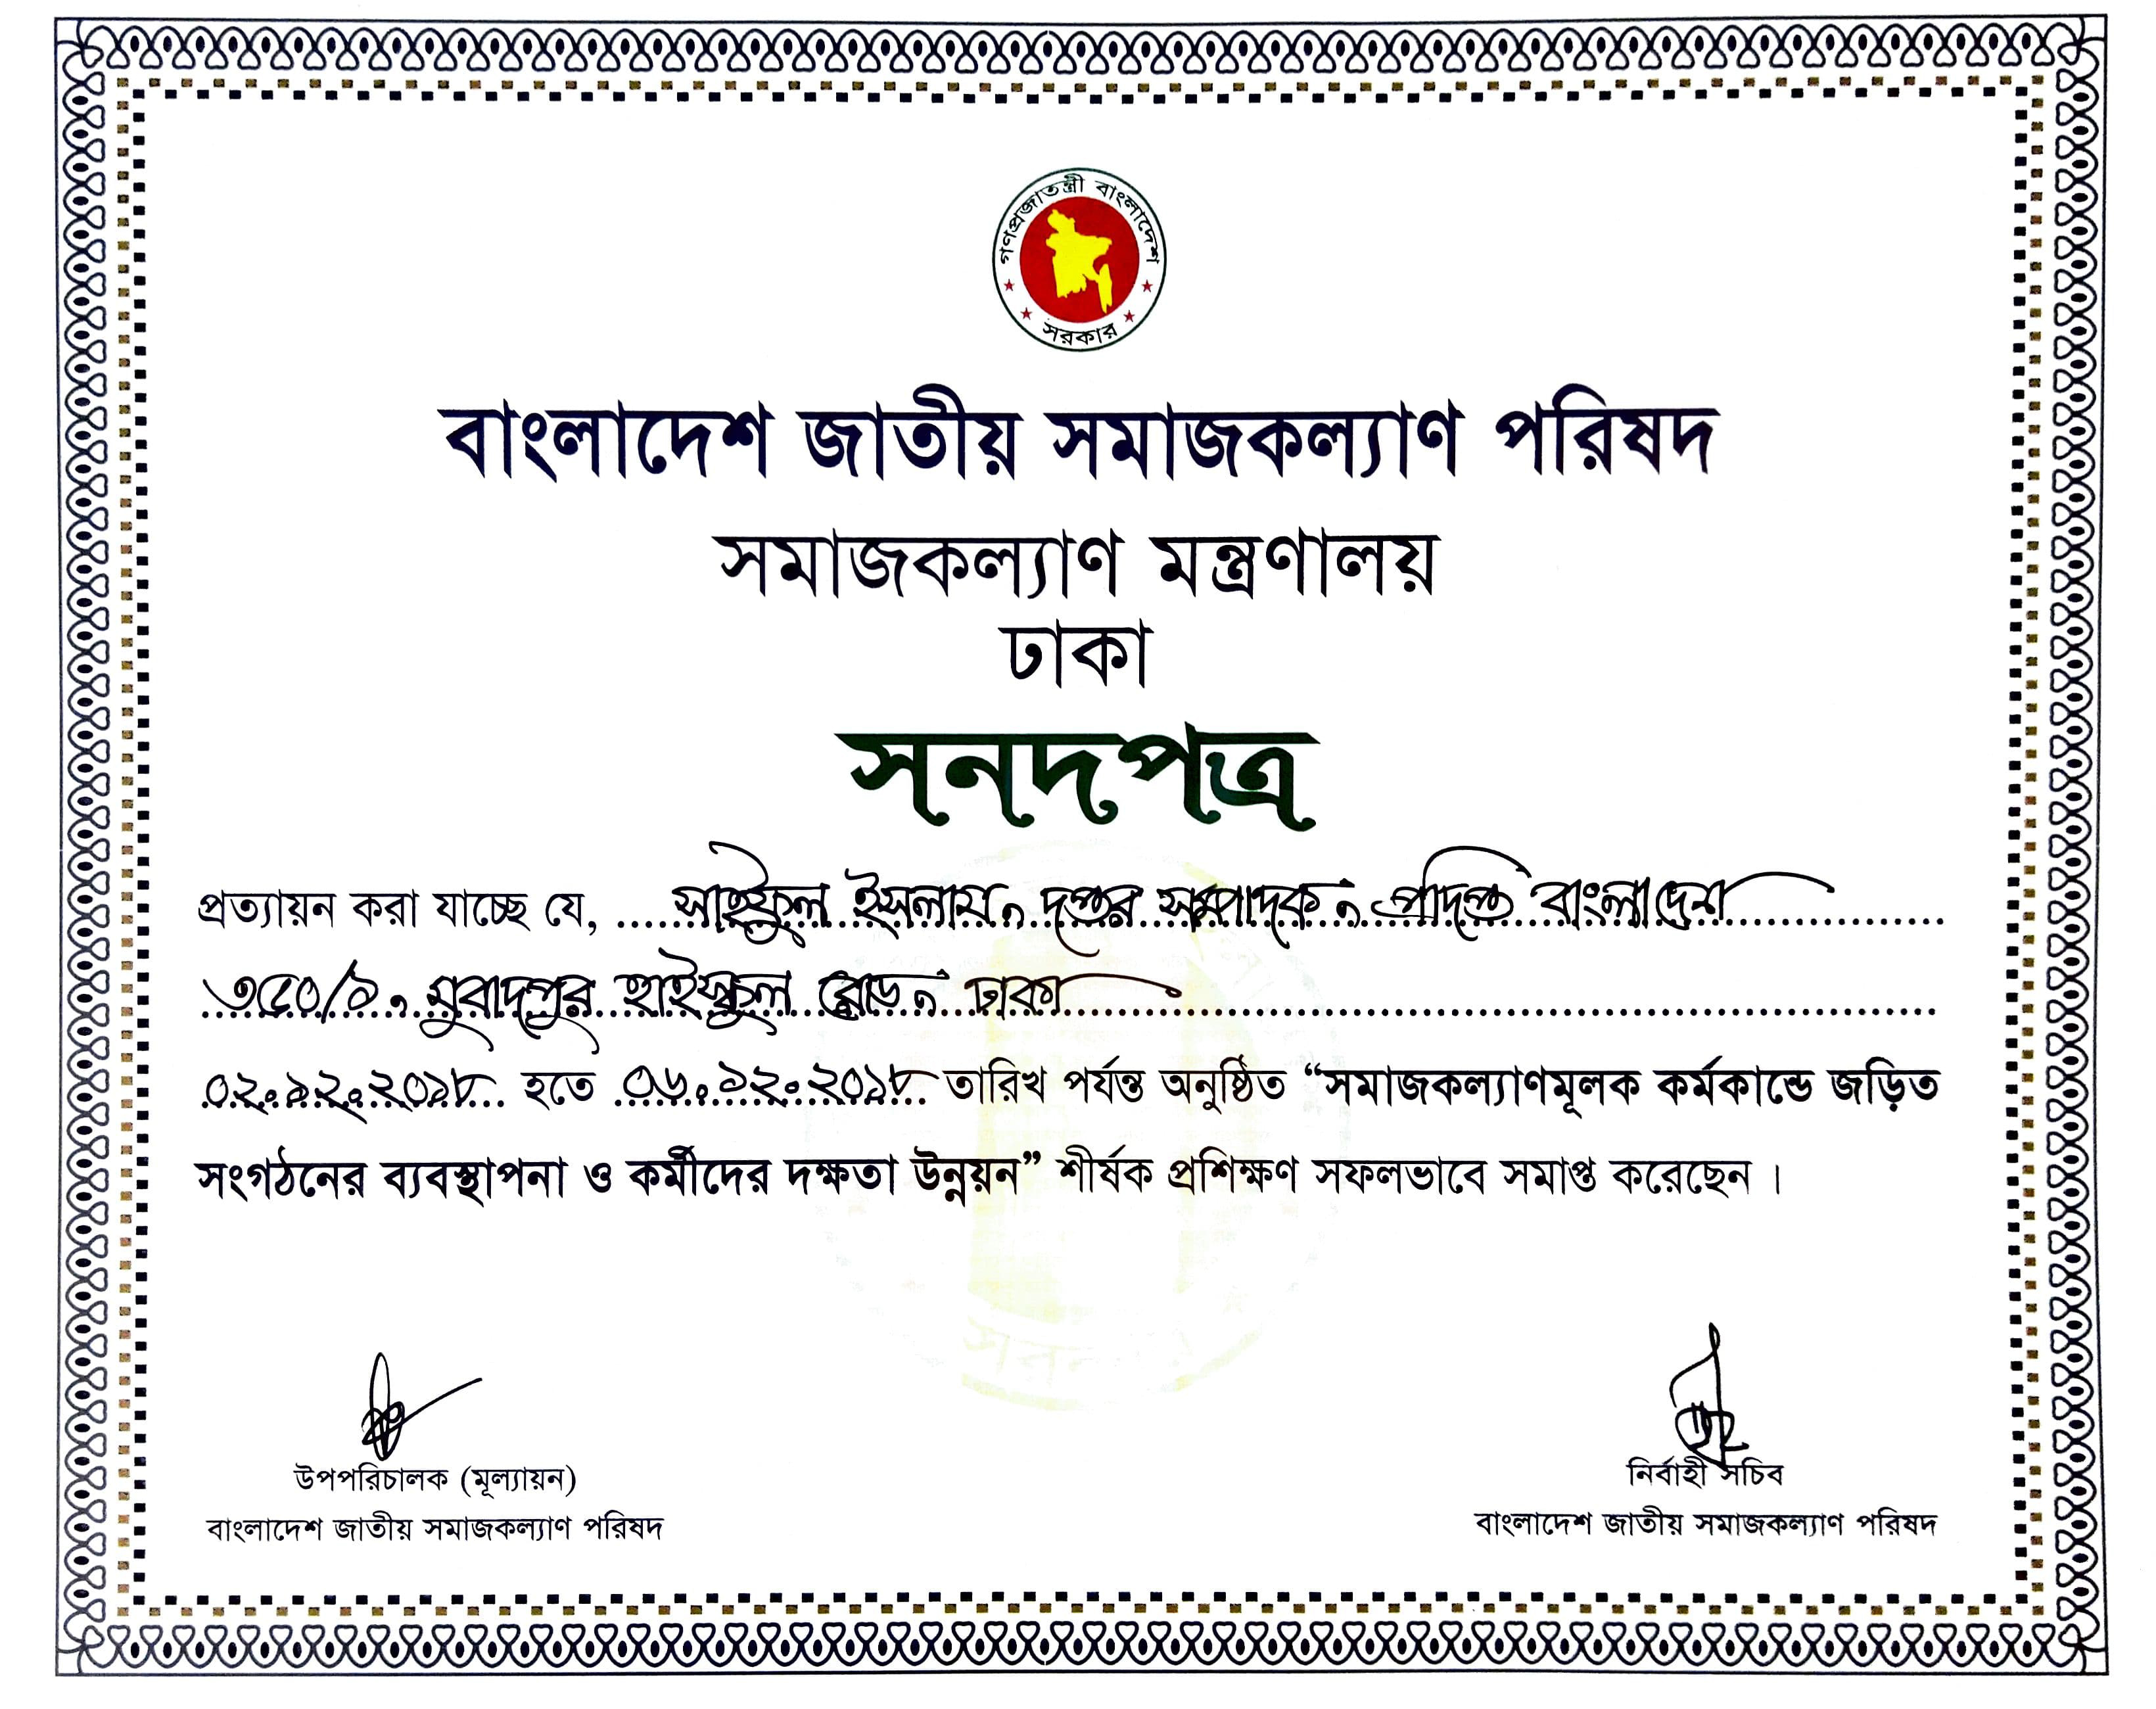 গণপ্রজাতন্ত্রী বাংলাদেশ
সরকার
বাংলাদেশ জাতীয় সমাজকল্যাণ পরিষদ
সমাজকল্যাণ মন্ত্রণালয়
ঢাকা
সনদপত্র
প্রত্যায়ন করা যাচ্ছে যে, সাইফুল ইসলাম, দপ্তর সম্পাদক, প্রদিপ্ত বাংলাদেশ
৩৫০/১, মুরাদপুর হাইস্কুল রোড, ঢাকা
০২.১২.২০১৮ হতে ০৬.১২.২০১৮ তারিখ পর্যন্ত অনুষ্ঠিত “সমাজকল্যাণমূলক কর্মকান্ডে জড়িত
সংগঠনের ব্যবস্থাপনা ও কর্মীদের দক্ষতা উন্নয়ন” শীর্ষক প্রশিক্ষণ সফলভাবে সমাপ্ত করেছেন ।
উপপরিচালক (মূল্যায়ন)
বাংলাদেশ জাতীয় সমাজকল্যাণ পরিষদ
নির্বাহী সচিব
বাংলাদেশ জাতীয় সমাজকল্যাণ পরিষদ